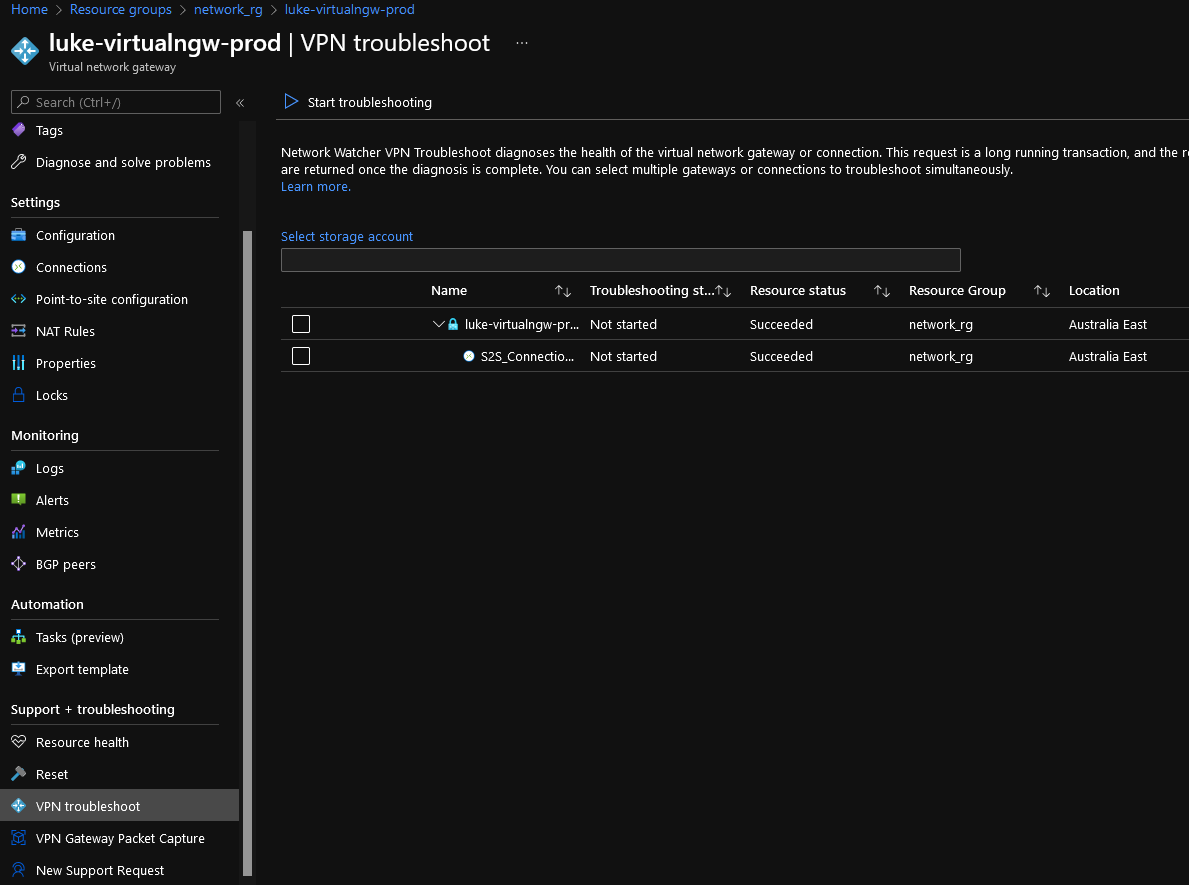 Home > Resource groups > network_rg > luke-virtualngw-prod
luke-virtualngw-prod | VPN troubleshoot ...
Virtual network gateway
Search (Ctrl+/)
«
Tags
Diagnose and solve problems
Settings
Configuration
Connections
Point-to-site configuration
NAT Rules
Properties
Locks
Monitoring
Logs
Alerts
Metrics
BGP peers
Automation
Tasks (preview)
Export template
Support + troubleshooting
Resource health
Reset
VPN troubleshoot
VPN Gateway Packet Capture
New Support Request
Start troubleshooting
Network Watcher VPN Troubleshoot diagnoses the health of the virtual network gateway or connection. This request is a long running transaction, and the
are returned once the diagnosis is complete. You can select multiple gateways or connections to troubleshoot simultaneously.
Learn more.
Select storage account
Name ↑↓ Troubleshooting st...↑↓ Resource status ↑↓ Resource Group ↑↓ Location
luke-virtualngw-pr... Not started Succeeded network_rg Australia East
S2S_Connectio... Not started Succeeded network_rg Australia East